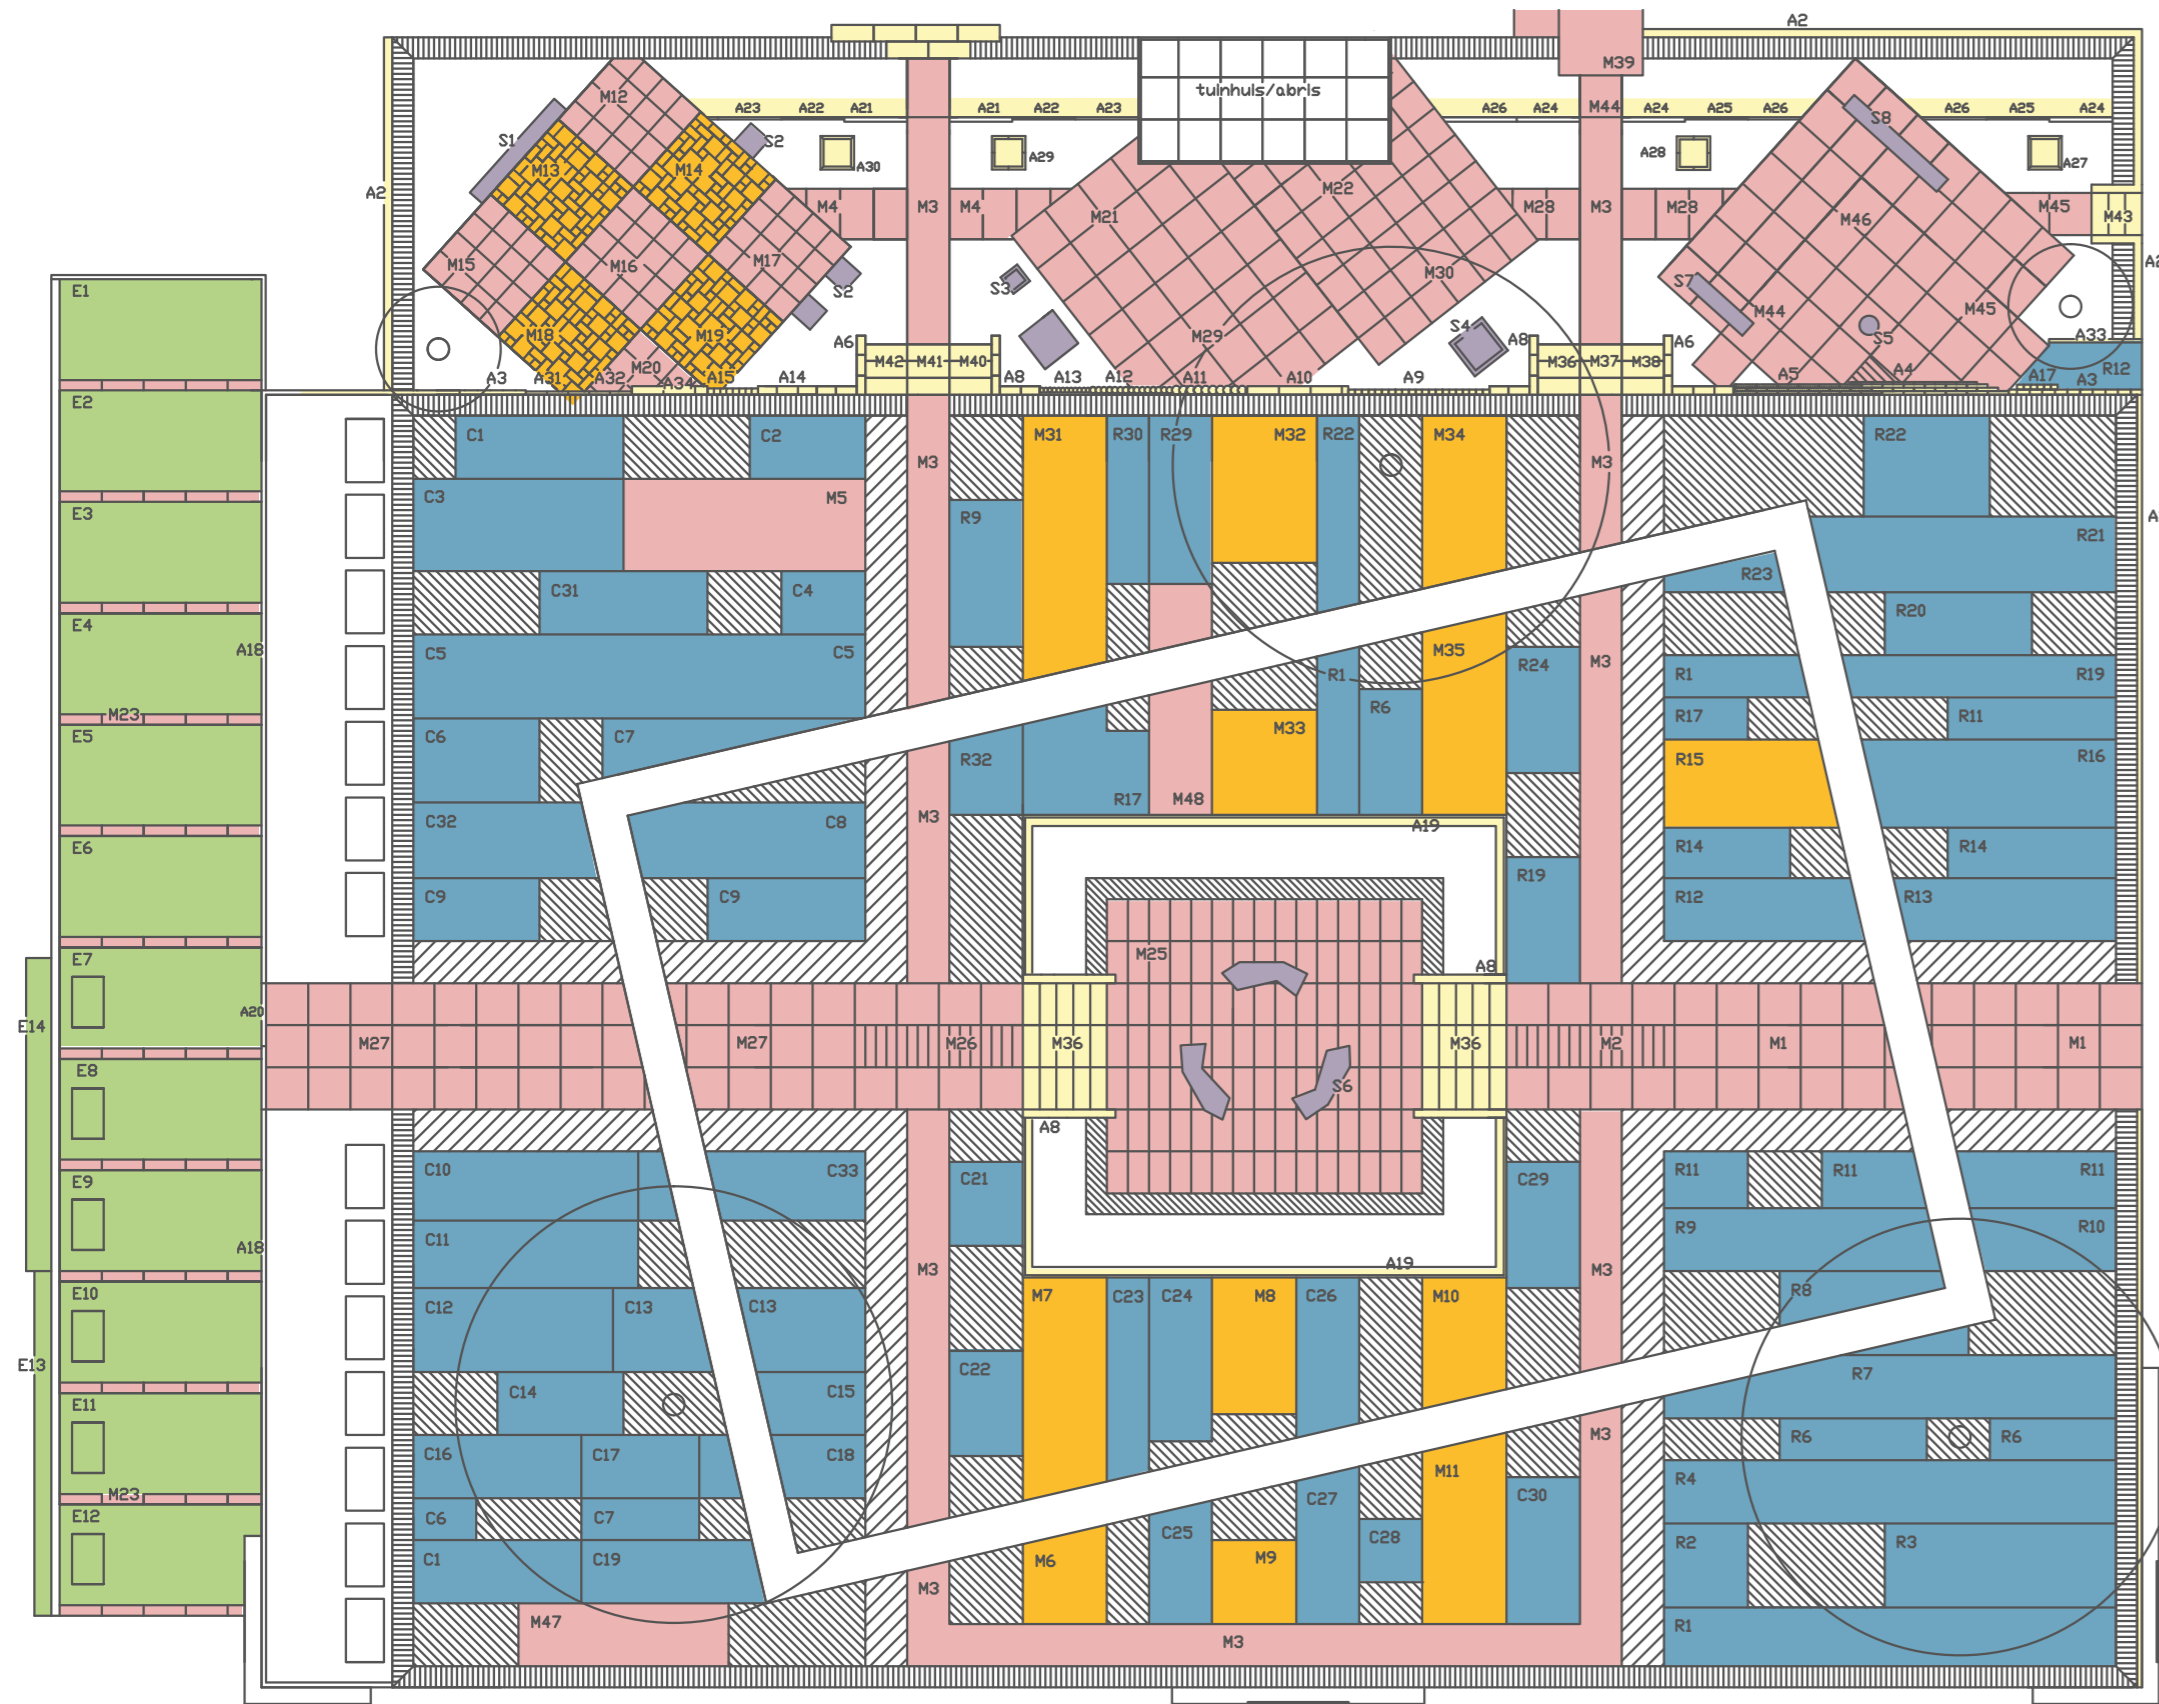 A2
M39
tuinhuis/abris
M12
A23 A22 A21 A21 A22 A23 A26 A24 M44 A24 A25 A26 A26 A25 A24
S8
S1 S2
M13 M14 A30 A29 A28 A27
A2 M22
M4 M3 M4 M21 M28 M3 M28 M46 M45 M43
M15 M16 M17 M30
S2 S3 S7
E1
M18 M19 M29 S4 M44 M45 S5 A33
A6 A8 A6
M20 M42 M41 M40 M36 M37 M38 R12
A3 A31 A32 A34 A15 A14 A8 A13 A12 A11 A10 A9 A5 A4 A17 A3
E2
C1 C2 M3 M31 R30 R29 M32 R22 M34 M3 R22
C3 M5
E3 R9
R21
R23
C31 C4
E4 R20
A18
C5 C5 M35
R24 M3 R1 R19
R1
M23 R6 R17 R11
E5 C6 C7 M33
R32 R15 R16
R17 M48
C32 M3 C8 A19
E6 R14 R14
C9 C9 R19 R12 R13
E7 M25
A8
A20
E14 M27 M27 M26 M36 M36 M2 M1 M1
E8 S6
A8
C10 C33 C21 C29 R11 R11 R11
E9
C11 R9 R10
A18
M3 A19 M3
E10 C12 C13 C13 M7 C23 C24 M8 C26 M10 R8
E13 C22 R7
C14 C15
E11 M3 R6 R6
C16 C17 C18 M11 R4
M23 C27 C30
E12 C6 C7 C25 C28 R2 R3
C1 C19 M6 M9
M3
M47 M3 R1